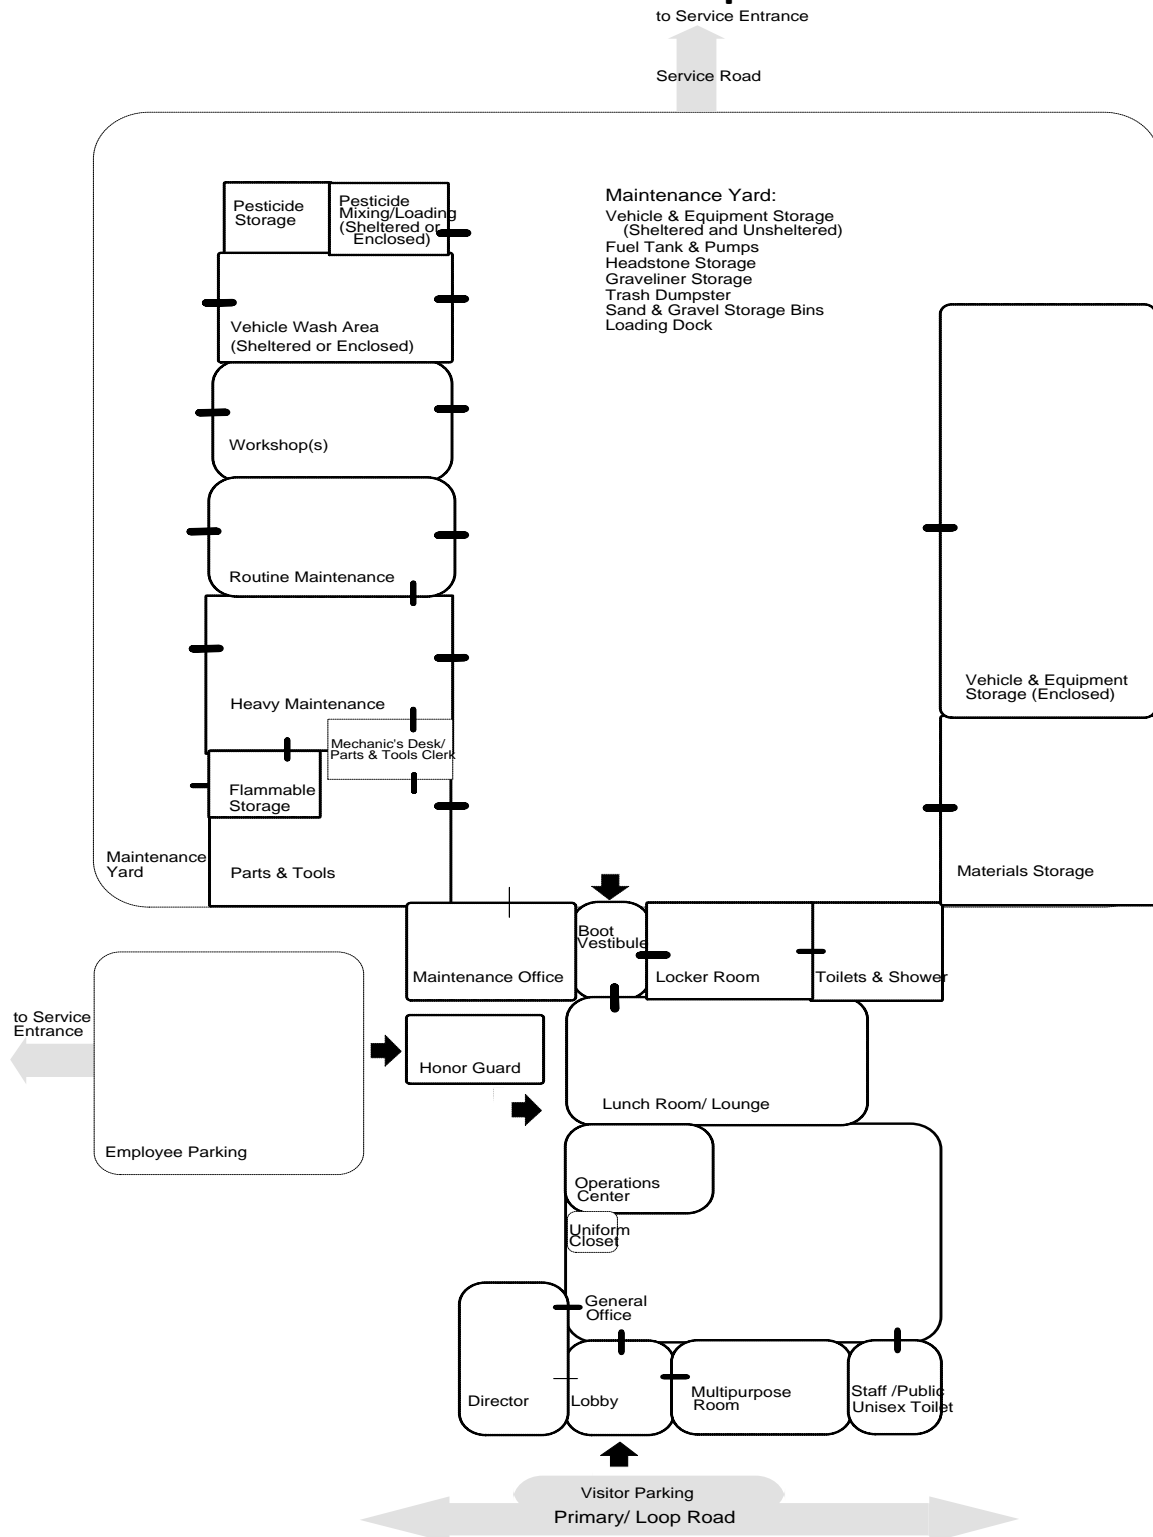 to Service Entrance
Service Road
Pesticide
Storage
Pesticide
Mixing/Loading
(Sheltered or
Enclosed)
Maintenance Yard:
Vehicle & Equipment Storage
(Sheltered and Unsheltered)
Fuel Tank & Pumps
Headstone Storage
Graveliner Storage
Trash Dumpster
Sand & Gravel Storage Bins
Loading Dock
Vehicle Wash Area
(Sheltered or Enclosed)
Workshop(s)
Routine Maintenance
Heavy Maintenance
Vehicle & Equipment
Storage (Enclosed)
Mechanic's Desk/
Parts & Tools Clerk
Flammable
Storage
Maintenance
Yard
Parts & Tools
Materials Storage
Boot
Vestibule
Maintenance Office
Locker Room
Toilets & Shower
to Service
Entrance
Honor Guard
Lunch Room/ Lounge
Employee Parking
Operations
Center
Uniform
Closet
General
Office
Director
Lobby
Multipurpose
Room
Staff /Public
Unisex Toilet
Visitor Parking
Primary/ Loop Road